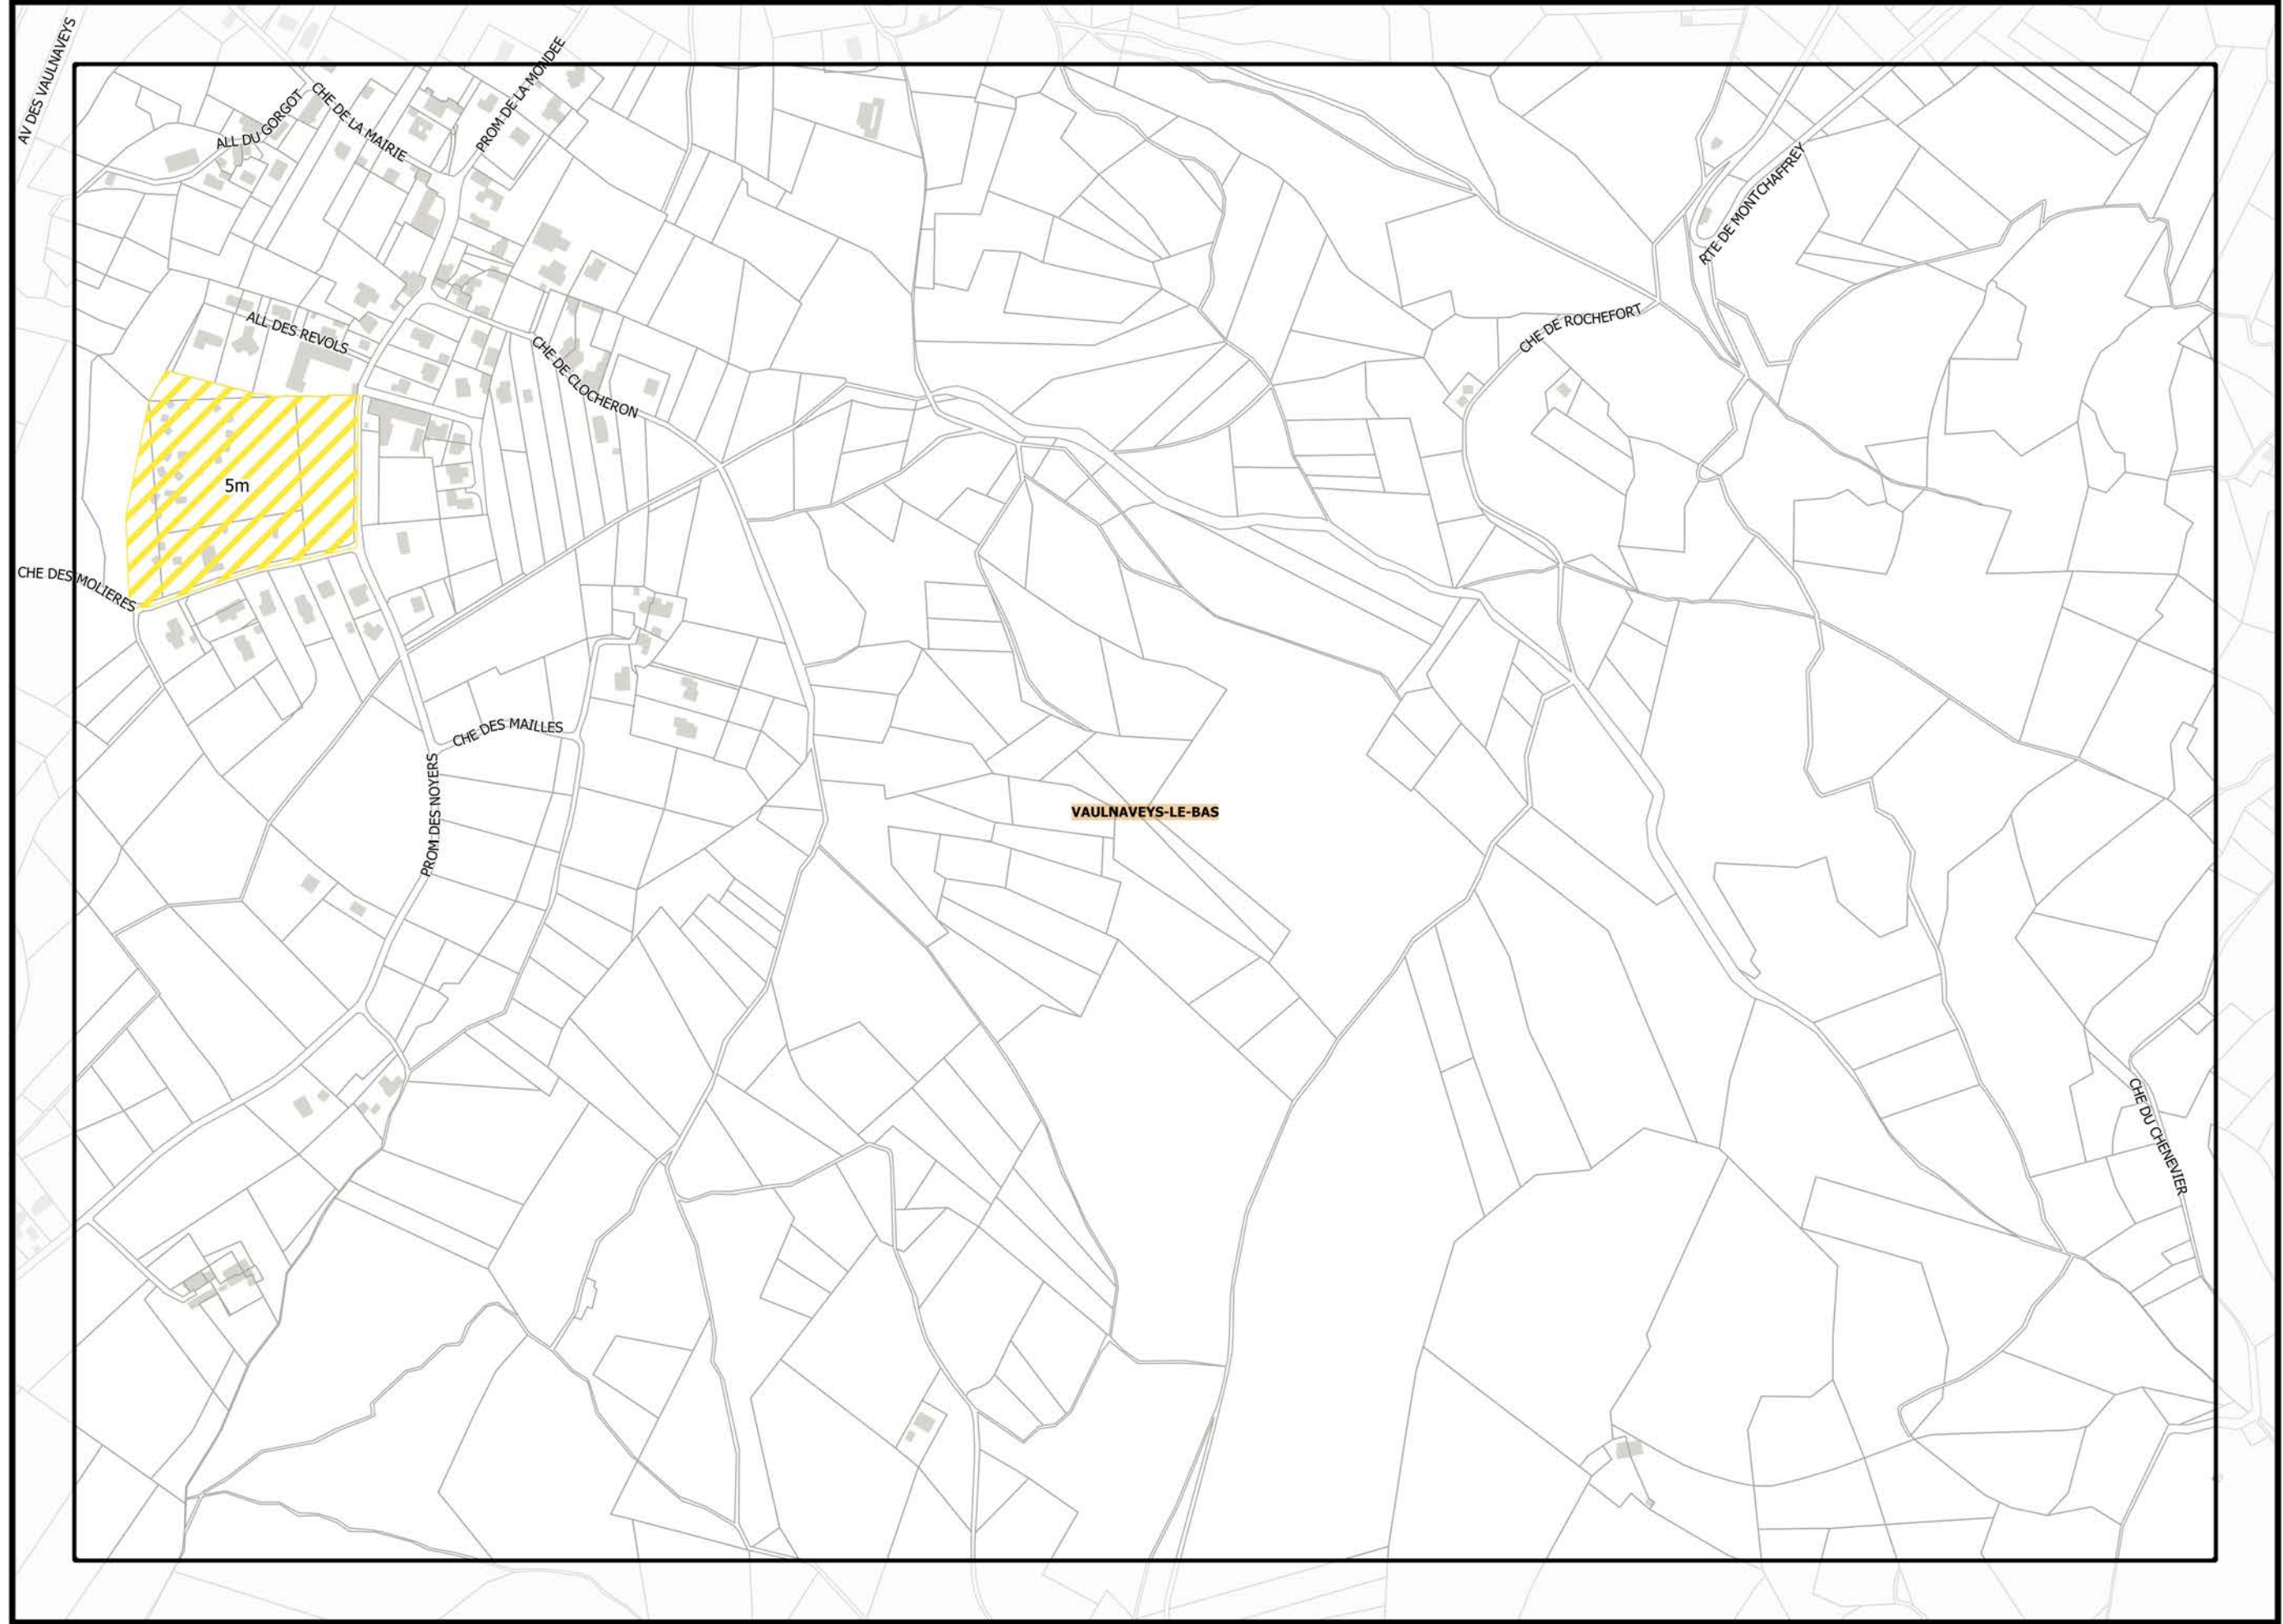 AV DES VAULNAVEYS
ALL DU GORGOT
CHE DE LA MAIRIE
PROM DE LA MONDEE
RTE DE MONTCHAFFREY
ALL DES REVOLS
CHE DE CLOCHERON
CHE DE ROCHEFORT
5m
CHE DES MOLIERES
CHE DES MAILLES
PROM DES NOYERS
VAULNAVEYS-LE-BAS
CHE DU CHENEVIER